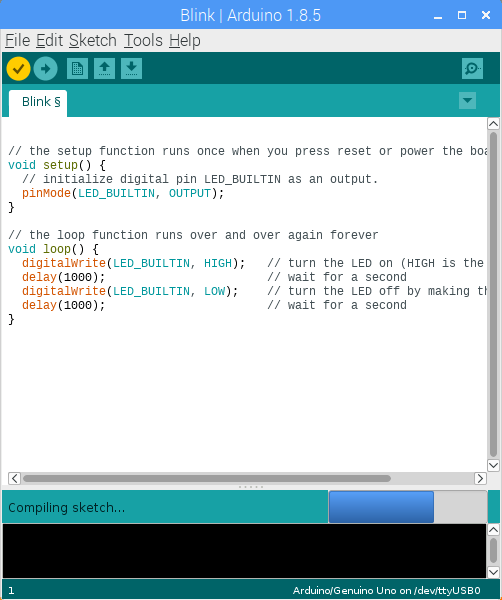 Blink | Arduino 1.8.5
File Edit Sketch Tools Help
Blink §
// the setup function runs once when you press reset or power the boa
void setup() {
  // initialize digital pin LED_BUILTIN as an output.
  pinMode(LED_BUILTIN, OUTPUT);
}
// the loop function runs over and over again forever
void loop() {
  digitalWrite(LED_BUILTIN, HIGH);   // turn the LED on (HIGH is the
  delay(1000);                       // wait for a second
  digitalWrite(LED_BUILTIN, LOW);    // turn the LED off by making th
  delay(1000);                       // wait for a second
}
Compiling sketch...
1
Arduino/Genuino Uno on /dev/ttyUSB0